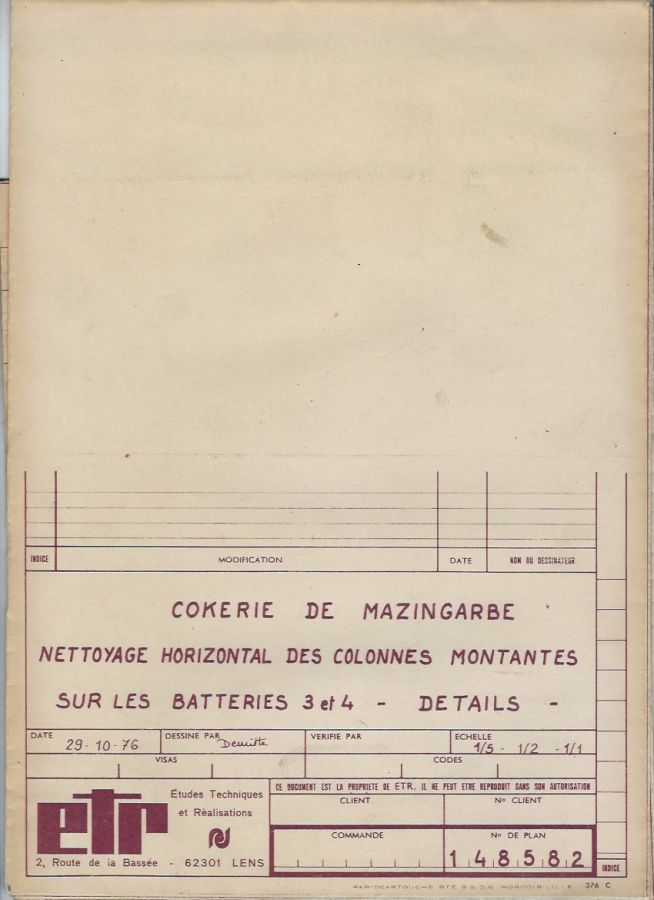 INDICE MODIFICATION DATE NOM DU DESSINATEUR
COKERIE DE MAZINGARBE
NETTOYAGE HORIZONTAL DES COLONNES MONTANTES
SUR LES BATTERIES 3 et 4 - DETAILS -
DATE 29-10-76 DESSINE PAR VERIFIE PAR ECHELLE 1/5 - 1/2 - 1/1
VISAS CODES
etr
Études Techniques
et Réalisations
2, Route de la Bassée - 62301 LENS
CE DOCUMENT EST LA PROPRIETE DE ETR. IL NE PEUT ETRE REPRODUIT SANS SON AUTORISATION
CLIENT No CLIENT
COMMANDE No DE PLAN
148582
INDICE
376 C